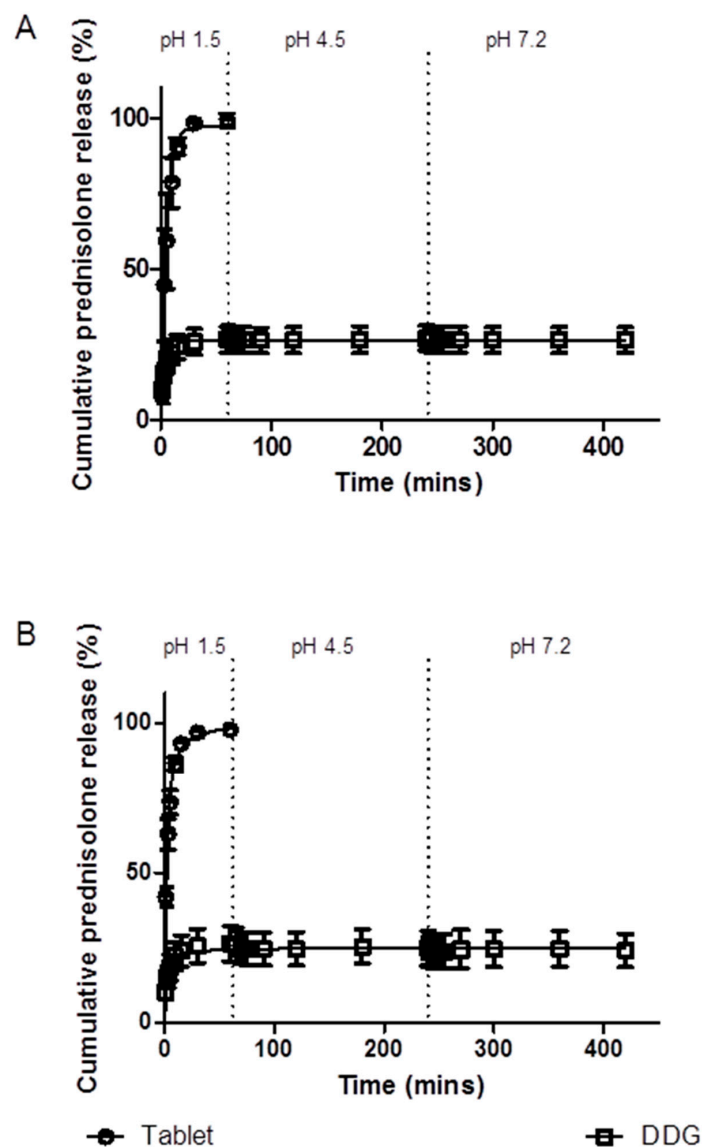 A
pH 1.5 pH 4.5 pH 7.2
Cumulative prednisolone release (%)
100
50
0
0 100 200 300 400
Time (mins)
B
pH 1.5 pH 4.5 pH 7.2
Cumulative prednisolone release (%)
100
50
0
0 100 200 300 400
Time (mins)
Tablet DDG